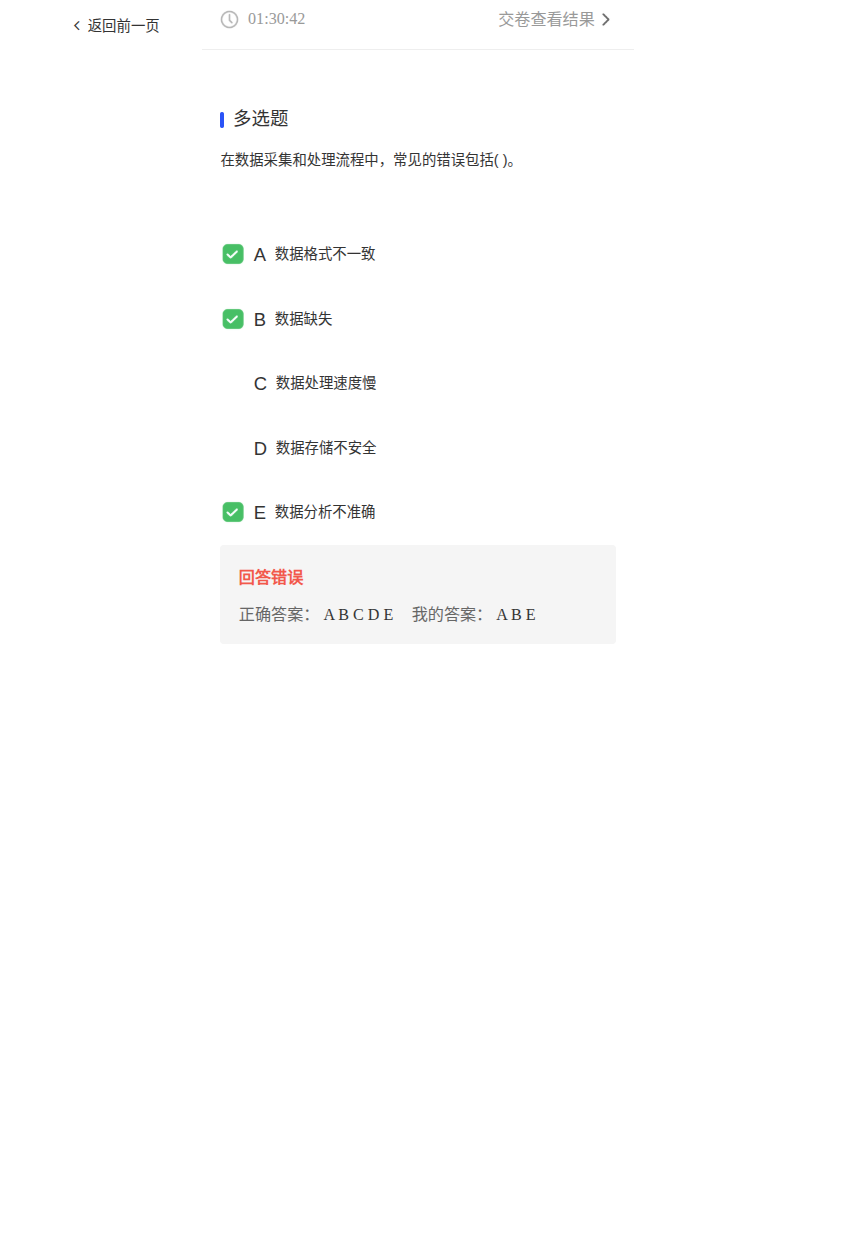 返回前一页
01:30:42 交卷查看结果
多选题
在数据采集和处理流程中，常见的错误包括( )。
A 数据格式不一致
B 数据缺失
C 数据处理速度慢
D 数据存储不安全
E 数据分析不准确
回答错误
正确答案： A B C D E 我的答案： A B E